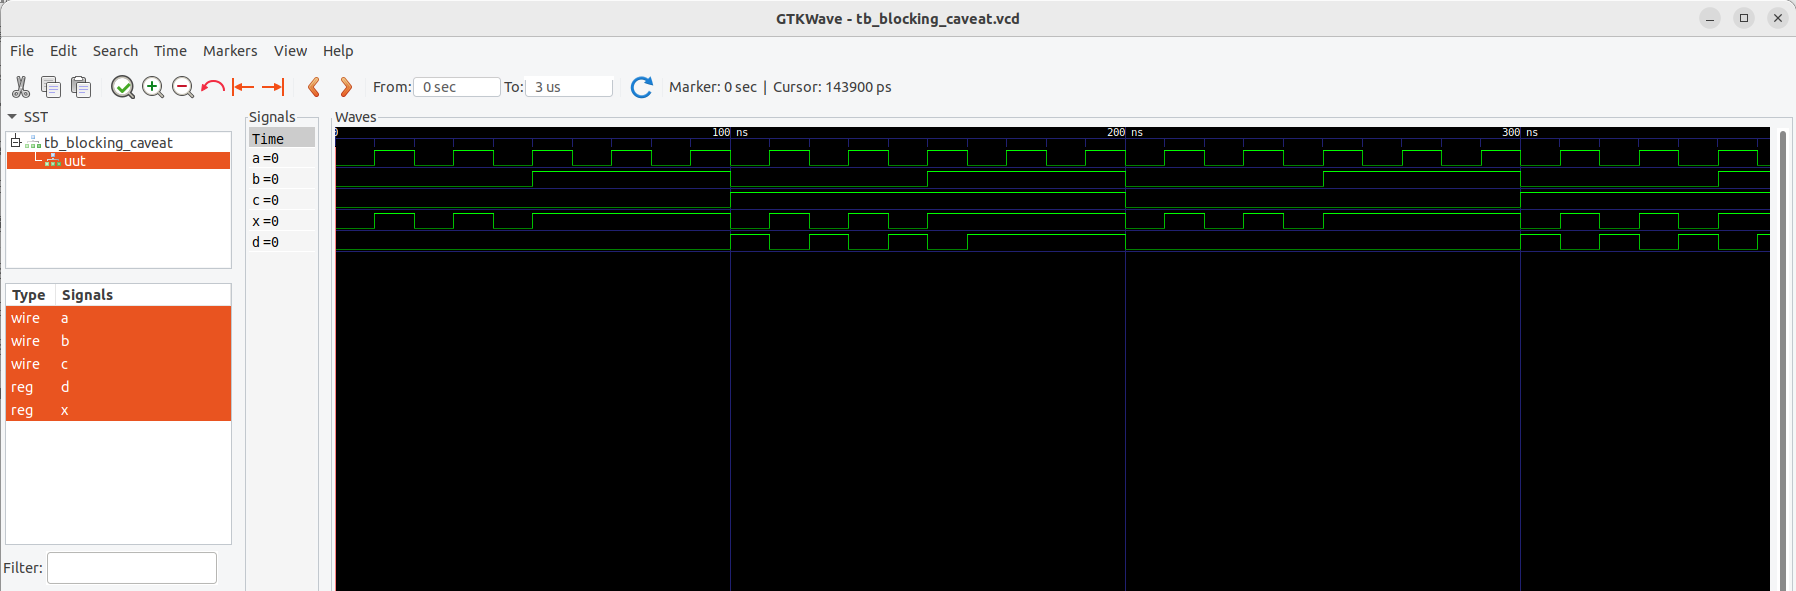 GTKWave - tb_blocking_caveat.vcd
File Edit Search Time Markers View Help
From: 0 sec To: 3 us Marker: 0 sec | Cursor: 143900 ps
SST
tb_blocking_caveat
uut
Type Signals
wire a
wire b
wire c
reg d
reg x
Filter:
Signals
Time
a=0
b=0
c=0
x=0
d=0
Waves
0 100 ns 200 ns 300 ns